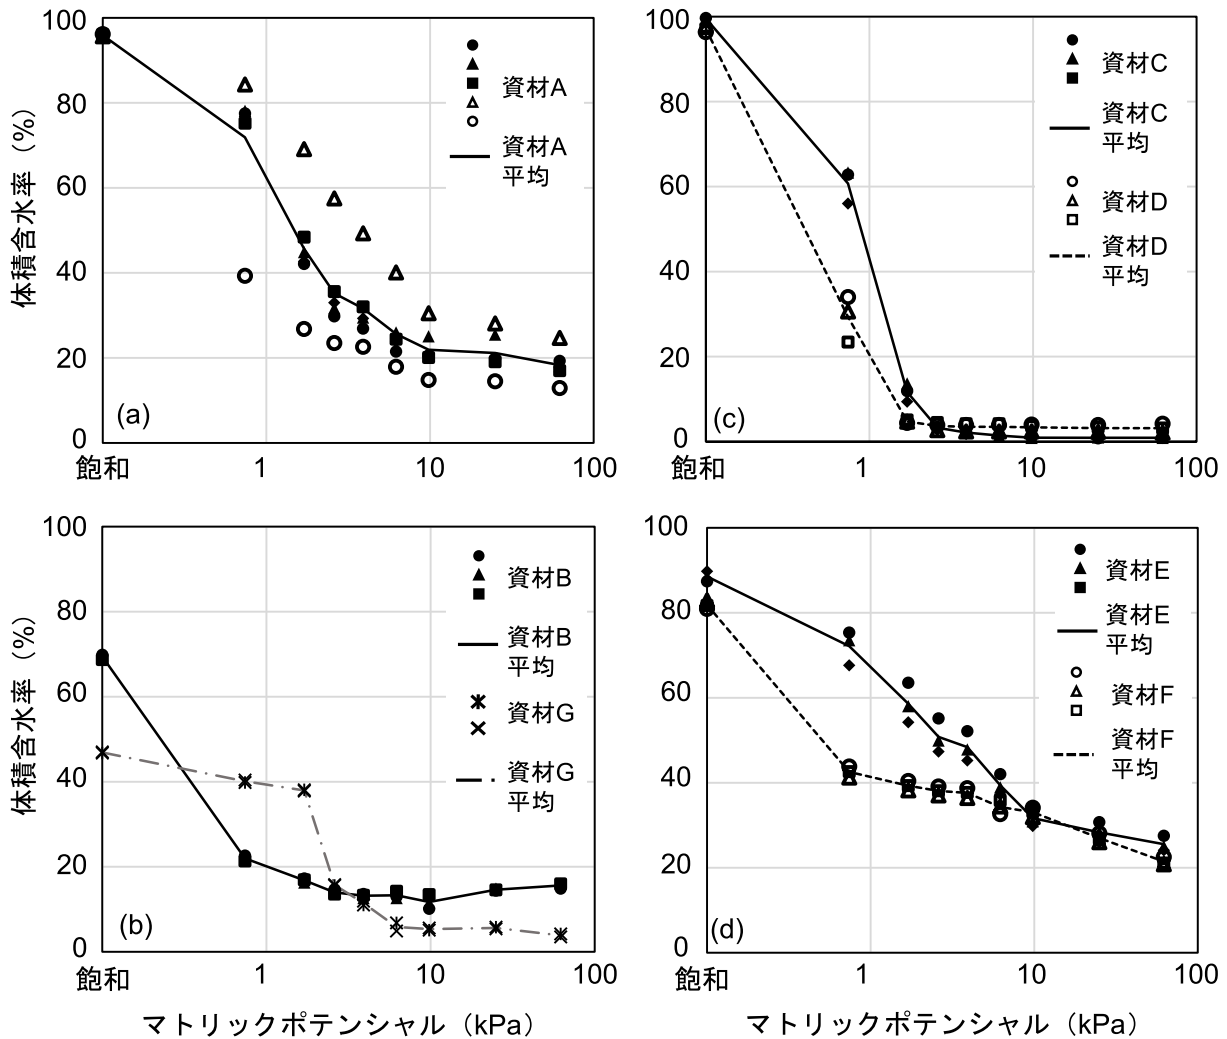 100
80
60
40
20
0
体積含水率（%）
資材A
資材A
平均
(a)
飽和
1
10
100
100
80
60
40
20
0
資材C
資材C
平均
資材D
資材D
平均
(c)
飽和
1
10
100
100
80
60
40
20
0
体積含水率（%）
資材B
資材B
平均
資材G
資材G
平均
(b)
飽和
1
10
100
マトリックポテンシャル（kPa）
100
80
60
40
20
0
資材E
資材E
平均
資材F
資材F
平均
(d)
飽和
1
10
100
マトリックポテンシャル（kPa）